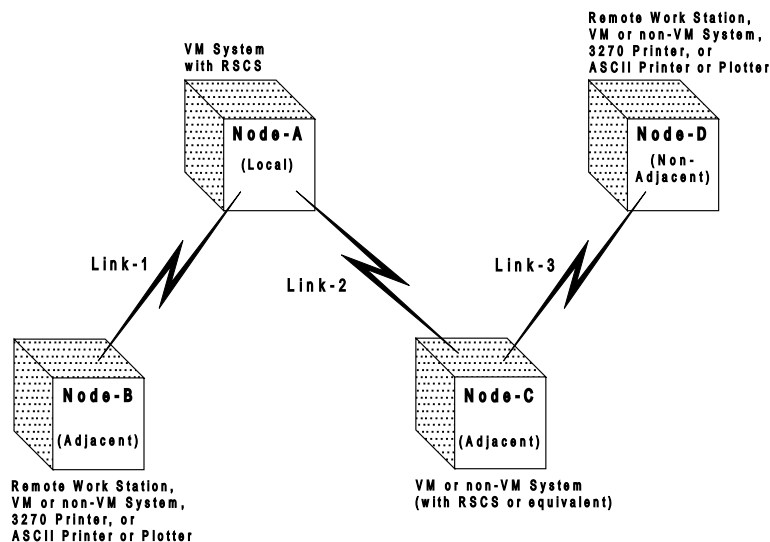 Remote Work Station,
VM or non-VM System,
3270 Printer, or
ASCII Printer or Plotter
VM System
with RSCS
Node-A
(Local)
Node-D
(Non-
Adjacent)
Link-1
Link-2
Link-3
Node-B
(Adjacent)
Node-C
(Adjacent)
Remote Work Station,
VM or non-VM System,
3270 Printer, or
ASCII Printer or Plotter
VM or non-VM System
(with RSCS or equivalent)